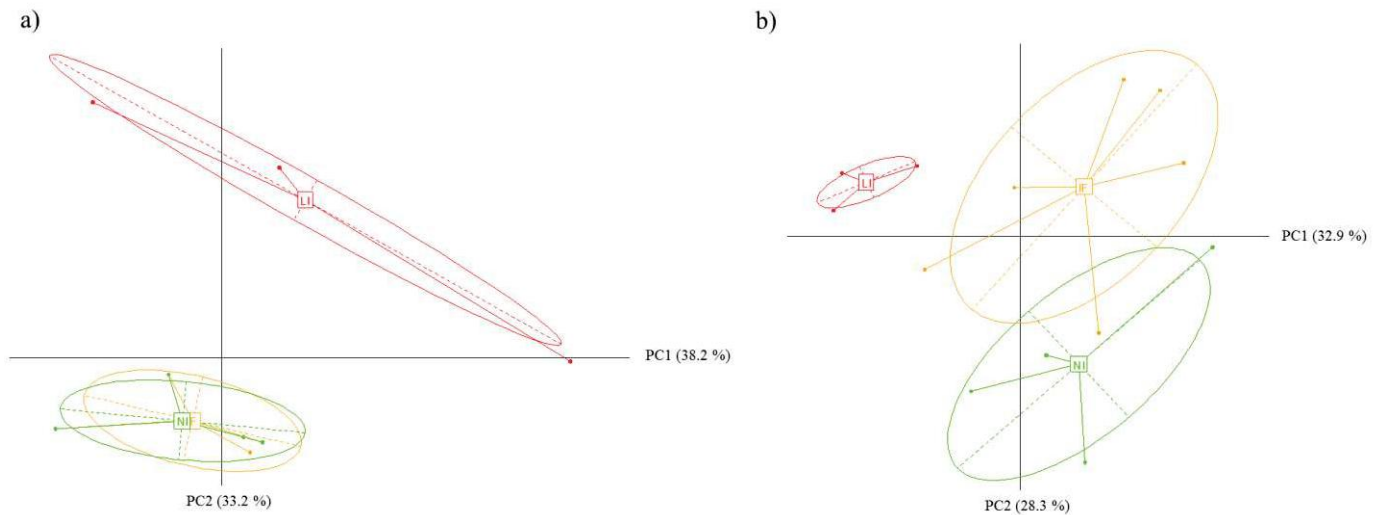 a)
LI
PC1 (38.2 %)
NI F
PC2 (33.2 %)
b)
LI
IF
PC1 (32.9 %)
NI
PC2 (28.3 %)